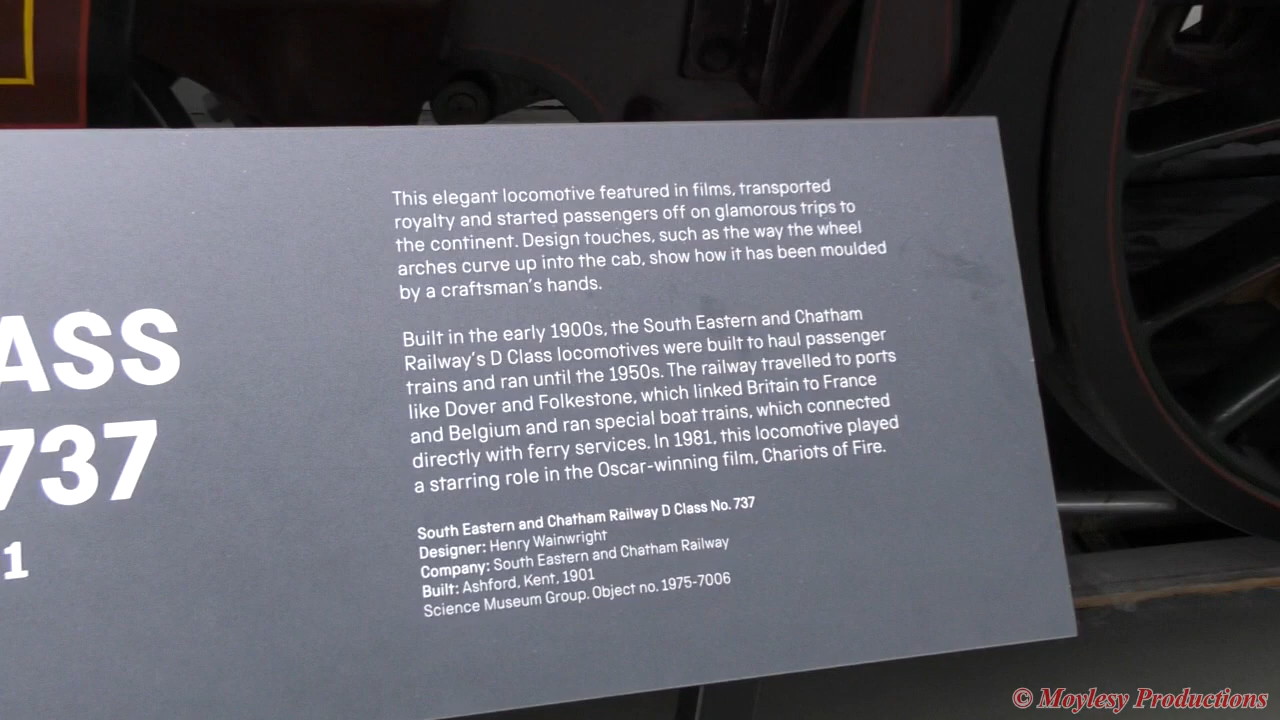 ASS
737
1
This elegant locomotive featured in films, transported
royalty and started passengers off on glamorous trips to
the continent. Design touches, such as the way the wheel
arches curve up into the cab, show how it has been moulded
by a craftsman's hands.
Built in the early 1900s, the South Eastern and Chatham
Railway's D Class locomotives were built to haul passenger
trains and ran until the 1950s. The railway travelled to ports
like Dover and Folkestone, which linked Britain to France
and Belgium and ran special boat trains, which connected
directly with ferry services. In 1981, this locomotive played
a starring role in the Oscar-winning film, Chariots of Fire.
South Eastern and Chatham Railway D Class No. 737
Designer: Henry Wainwright
Company: South Eastern and Chatham Railway
Built: Ashford, Kent, 1901
Science Museum Group. Object no. 1975-7006
© Moylesy Productions